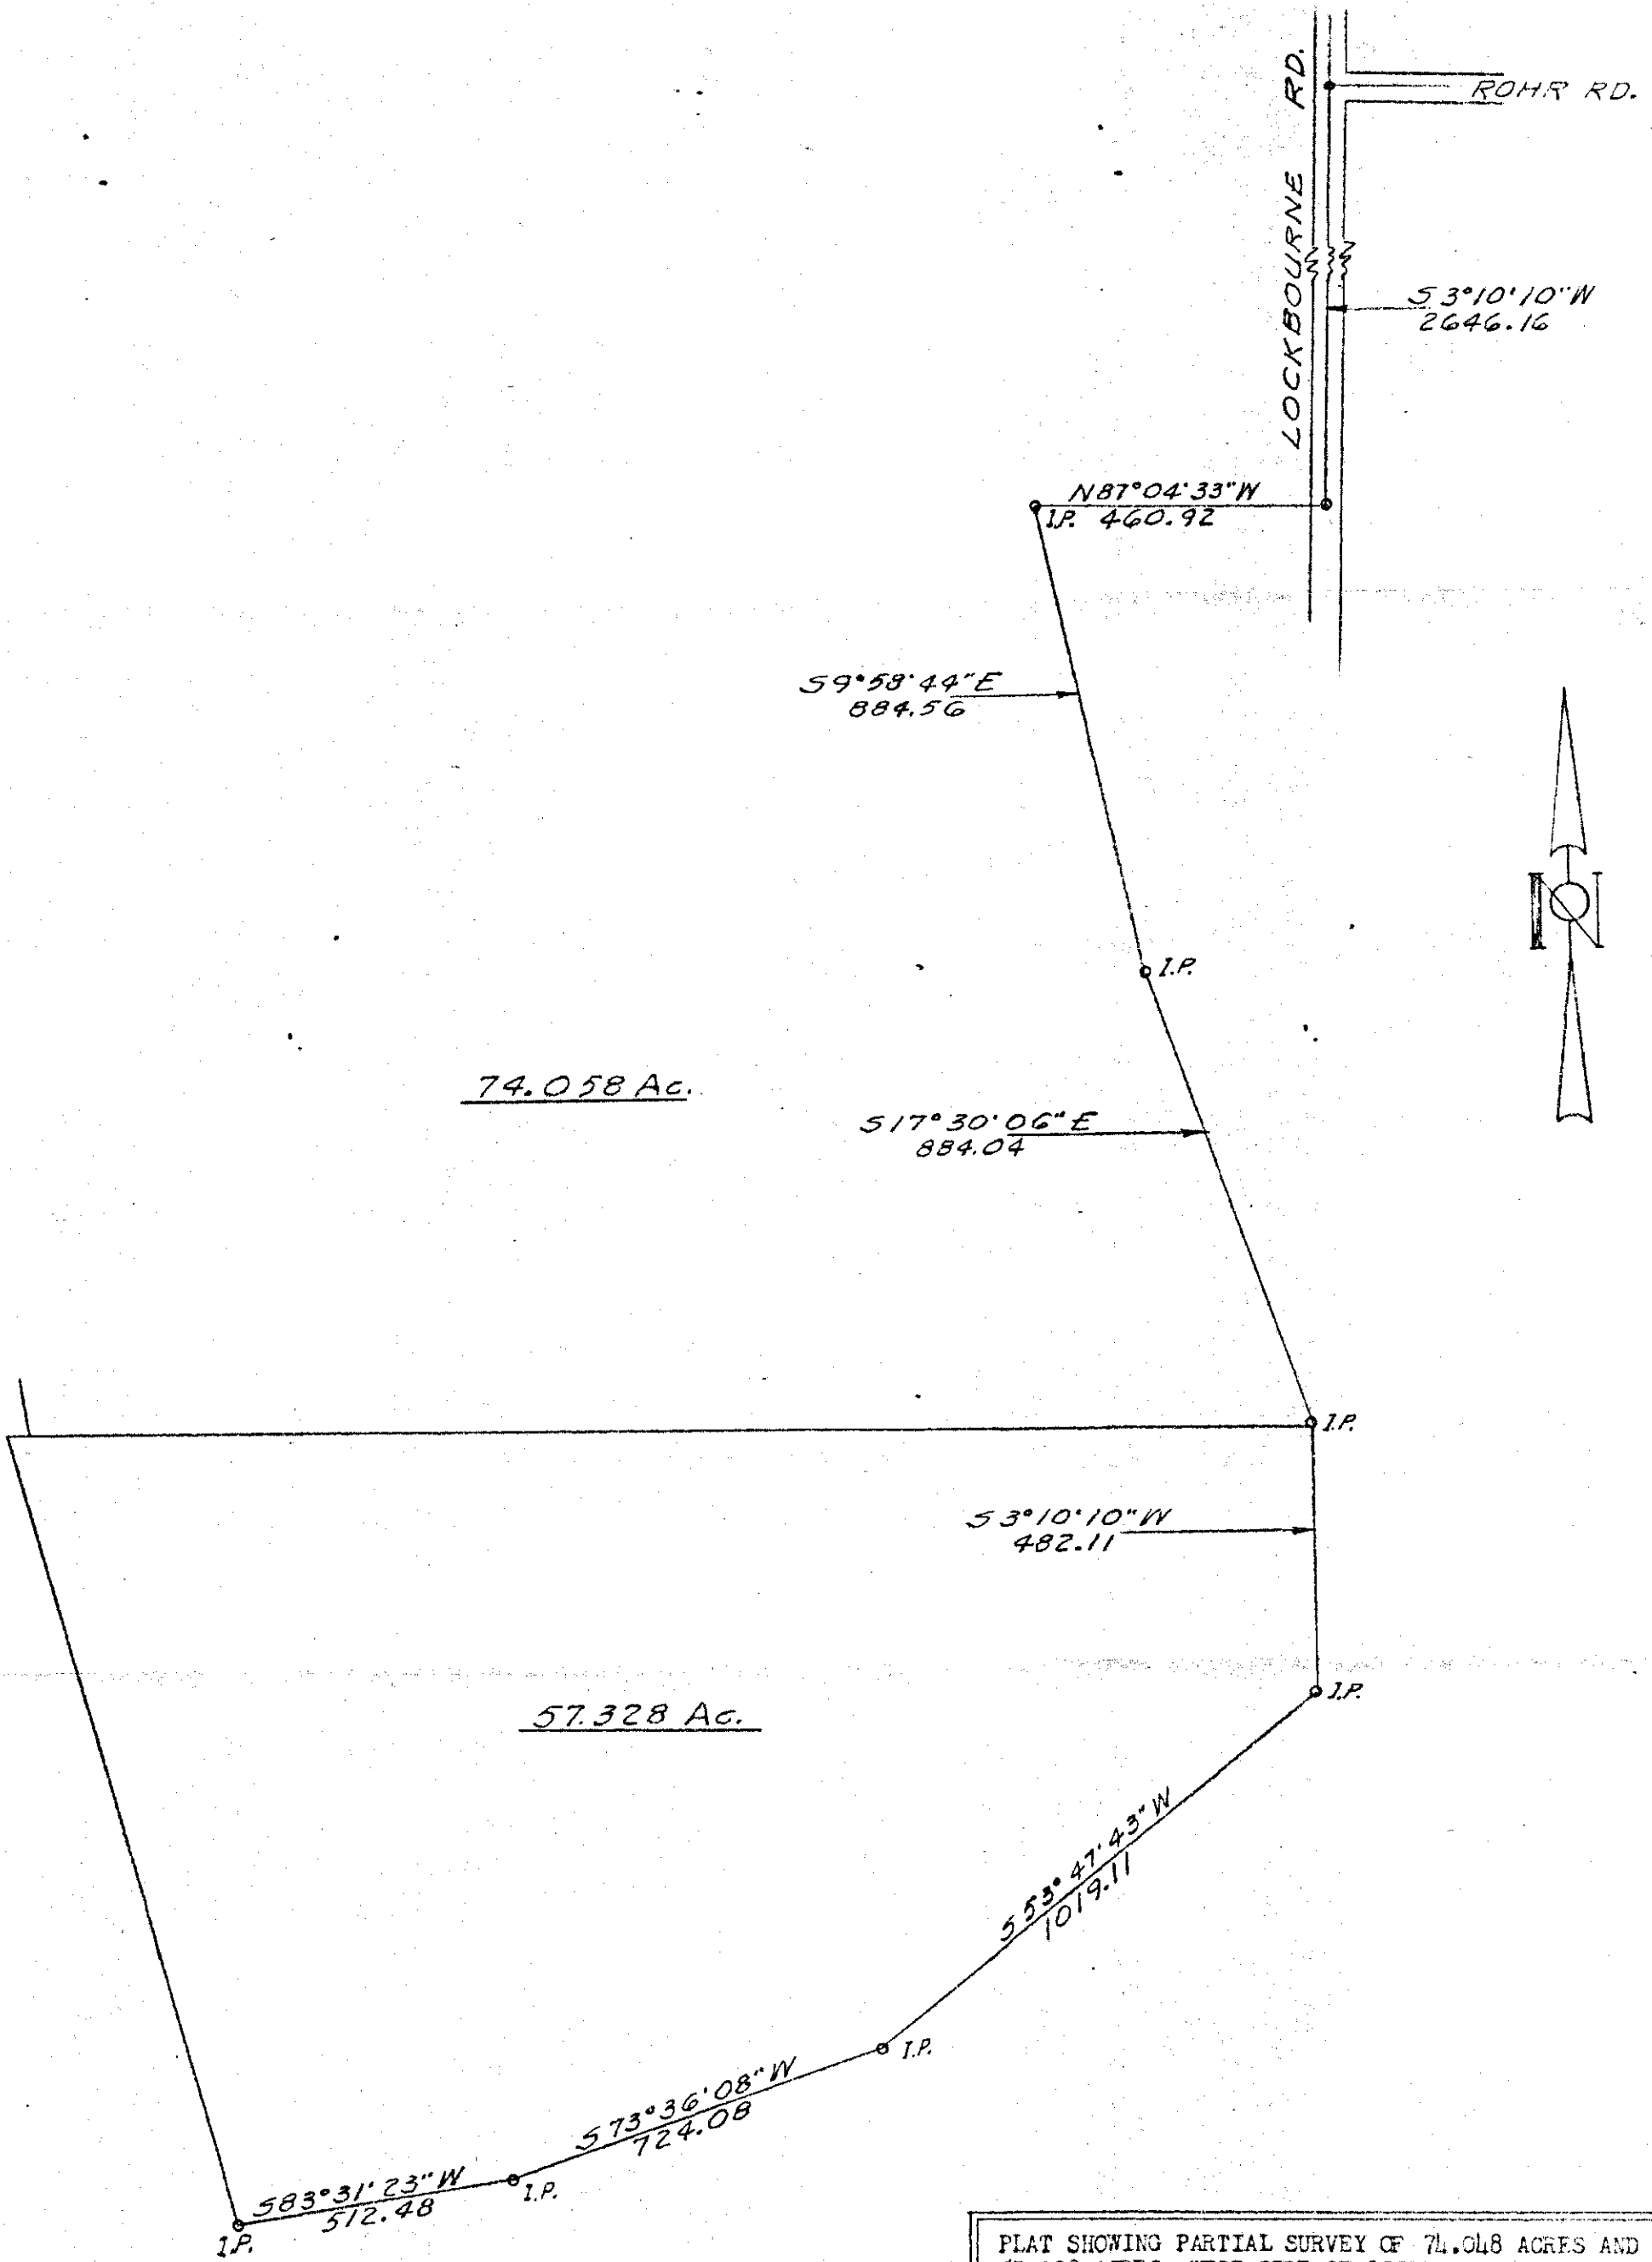 LOCKBOURNE RD.
ROHR RD.
S 3°10'10"W
2646.16
N87°04'33"W
I.P. 460.92
S9°58'44"E
884.56
N
I.P.
74.058 Ac.
S17°30'06"E
884.04
I.P.
S 3°10'10"W
482.11
I.P.
57.328 Ac.
S 53°47'43"W
1019.11
I.P.
S 73°36'08"W
724.08
I.P.
S83°31'23"W
512.48
I.P.
PLAT SHOWING PARTIAL SURVEY OF 74.048 ACRES AND